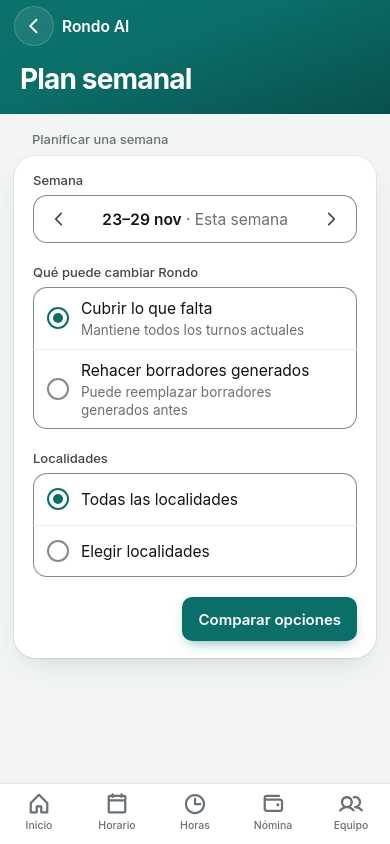 Rondo AI
Plan semanal
Planificar una semana
Semana
23–29 nov · Esta semana
Qué puede cambiar Rondo
Cubrir lo que falta
Mantiene todos los turnos actuales
Rehacer borradores generados
Puede reemplazar borradores
generados antes
Localidades
Todas las localidades
Elegir localidades
Comparar opciones
Inicio
Horario
Horas
Nómina
Equipo